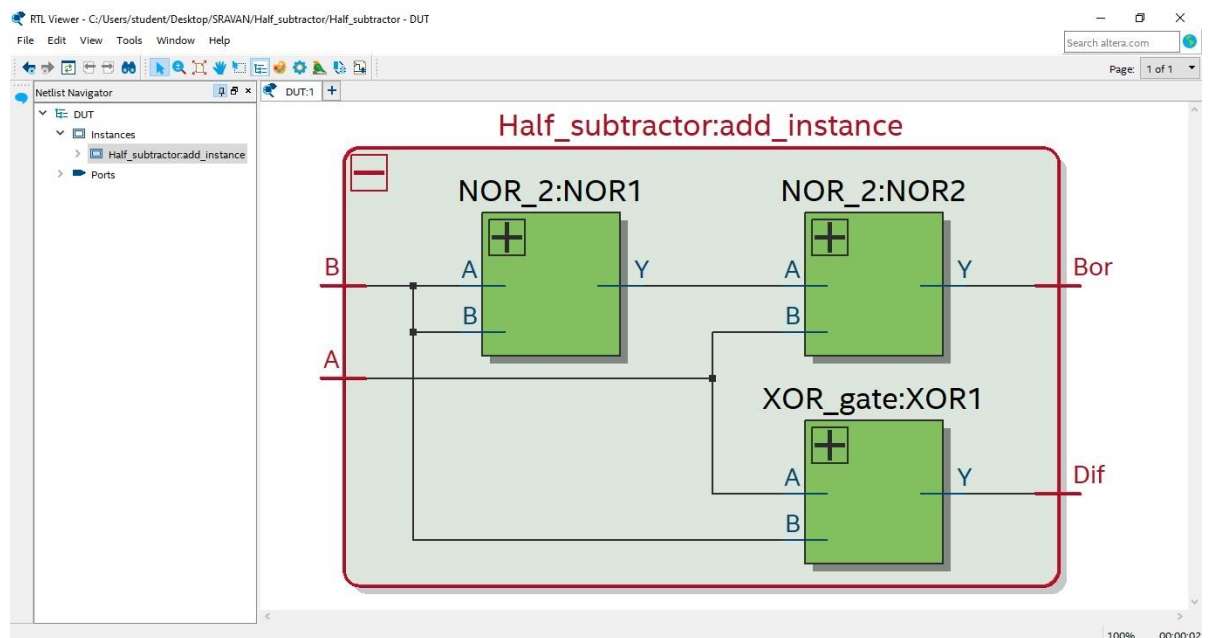 RTL Viewer - C:/Users/student/Desktop/SRAVAN/Half_subtractor/Half_subtractor - DUT
File Edit View Tools Window Help
Search altera.com
Page: 1 of 1
Netlist Navigator
DUT:1
DUT
Instances
Half_subtractor:add_instance
Ports
Half_subtractor:add_instance
NOR_2:NOR1 NOR_2:NOR2
B A Y A Y Bor
B B
A
XOR_gate:XOR1
A Y Dif
B
100% 00:00:02